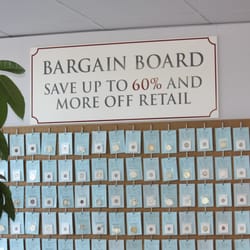 BARGAIN BOARD
SAVE UP TO 60% AND
MORE OFF RETAIL